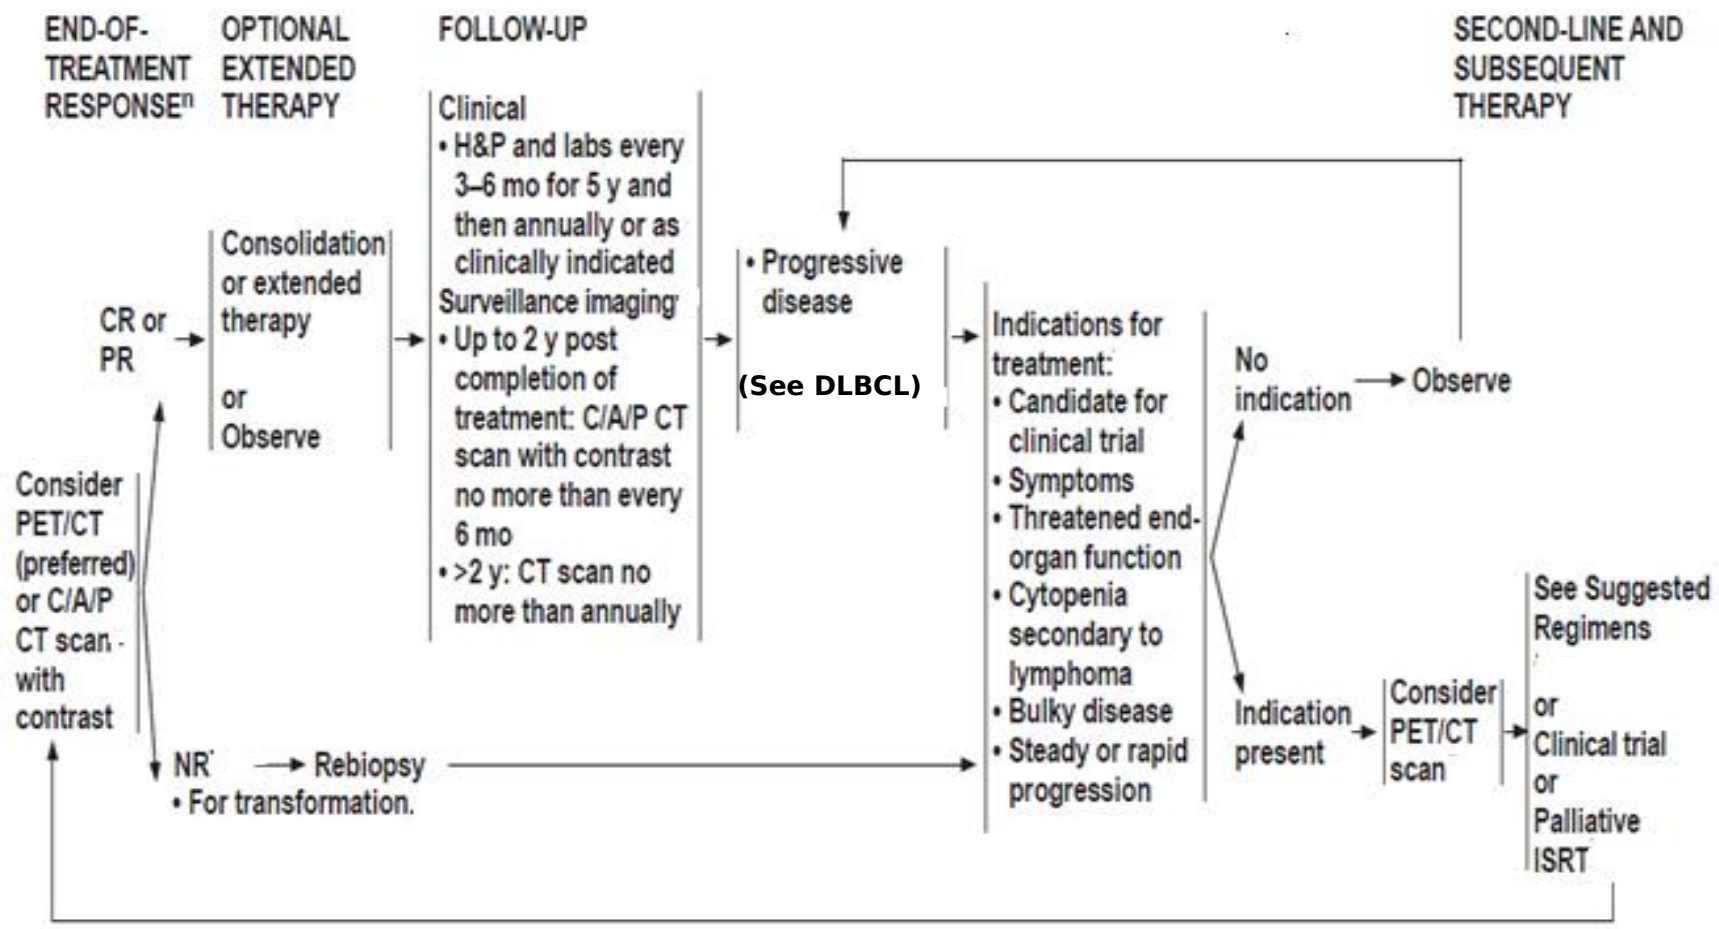 END-OF-
TREATMENT
RESPONSEⁿ
OPTIONAL
EXTENDED
THERAPY
FOLLOW-UP
SECOND-LINE AND
SUBSEQUENT
THERAPY
Consider
PET/CT
(preferred)
or C/A/P
CT scan
with
contrast
CR or
PR
Consolidation
or extended
therapy
or
Observe
Clinical
• H&P and labs every
3–6 mo for 5 y and
then annually or as
clinically indicated
Surveillance imaging
• Up to 2 y post
completion of
treatment: C/A/P CT
scan with contrast
no more than every
6 mo
• >2 y: CT scan no
more than annually
• Progressive
disease
(See DLBCL)
NR
• For transformation.
Rebiopsy
Indications for
treatment:
• Candidate for
clinical trial
• Symptoms
• Threatened end-
organ function
• Cytopenia
secondary to
lymphoma
• Bulky disease
• Steady or rapid
progression
No
indication
Observe
Indication
present
Consider
PET/CT
scan
See Suggested
Regimens
or
Clinical trial
or
Palliative
ISRT